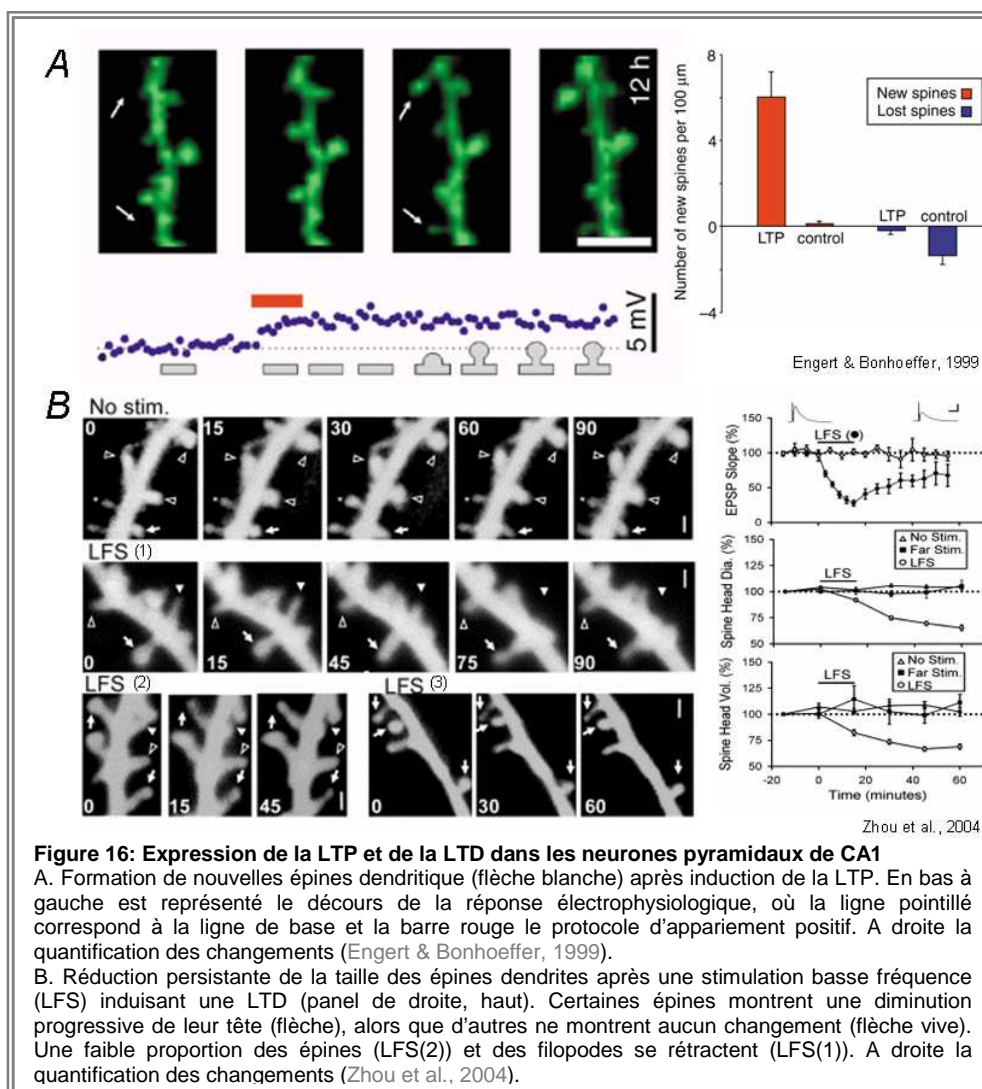 A
12 h
5 mV
8
4
0
−4
Number of new spines per 100 μm
New spines
Lost spines
LTP
control
LTP
control
Engert & Bonhoeffer, 1999
B
No stim.
0
15
30
60
90
LFS (1)
0
15
45
75
90
LFS (2)
LFS (3)
0
15
45
0
30
60
EPSP Slope (%)
150
100
50
0
LFS (●)
Spine Head Dia. (%)
150
125
100
75
50
LFS
No Stim.
Far Stim.
LFS
Spine Head Vol. (%)
125
100
75
50
LFS
No Stim.
Far Stim.
LFS
-20
0
20
40
60
Time (minutes)
Zhou et al., 2004
Figure 16: Expression de la LTP et de la LTD dans les neurones pyramidaux de CA1
A. Formation de nouvelles épines dendritique (flèche blanche) après induction de la LTP. En bas à
gauche est représenté le décours de la réponse électrophysiologique, où la ligne pointillé
correspond à la ligne de base et la barre rouge le protocole d'appariement positif. A droite la
quantification des changements (Engert & Bonhoeffer, 1999).
B. Réduction persistante de la taille des épines dendrites après une stimulation basse fréquence
(LFS) induisant une LTD (panel de droite, haut). Certaines épines montrent une diminution
progressive de leur tête (flèche), alors que d'autres ne montrent aucun changement (flèche vive).
Une faible proportion des épines (LFS(2)) et des filopodes se rétractent (LFS(1)). A droite la
quantification des changements (Zhou et al., 2004).